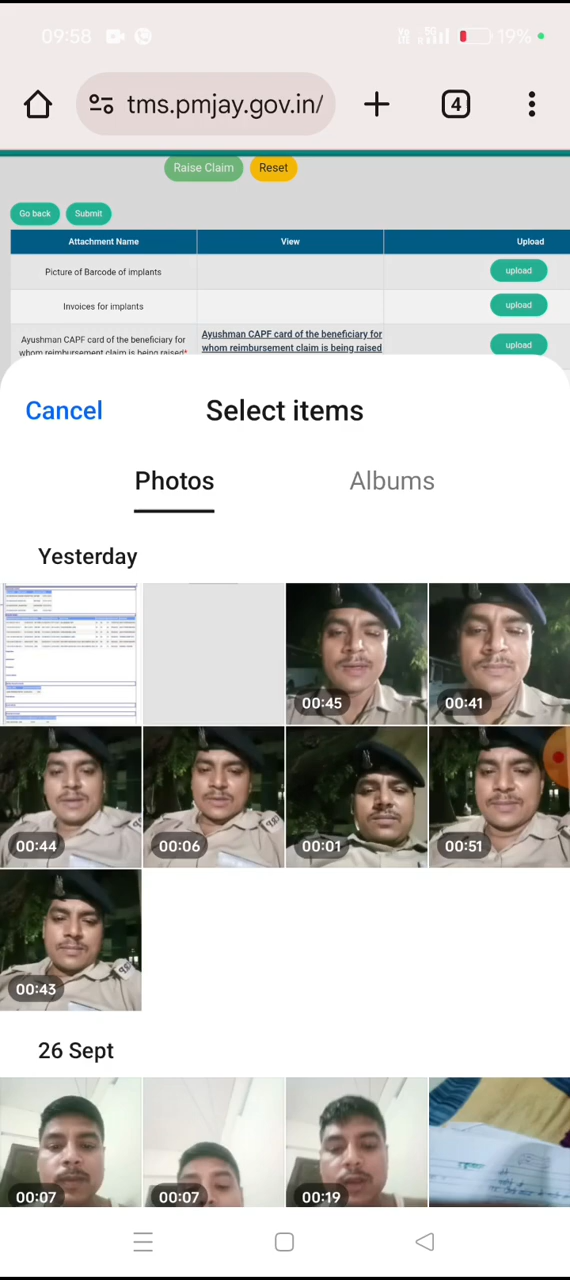 09:58
Vo
LTE
5G
19%
tms.pmjay.gov.in/
4
Raise Claim
Reset
Go back
Submit
Attachment Name
View
Upload
Picture of Barcode of implants
upload
Invoices for implants
upload
Ayushman CAPF card of the beneficiary for
whom reimbursement claim is being raised*
Ayushman CAPF card of the beneficiary for
whom reimbursement claim is being raised
upload
Cancel
Select items
Photos
Albums
Yesterday
00:45
00:41
00:44
00:06
00:01
00:51
00:43
26 Sept
00:07
00:07
00:19